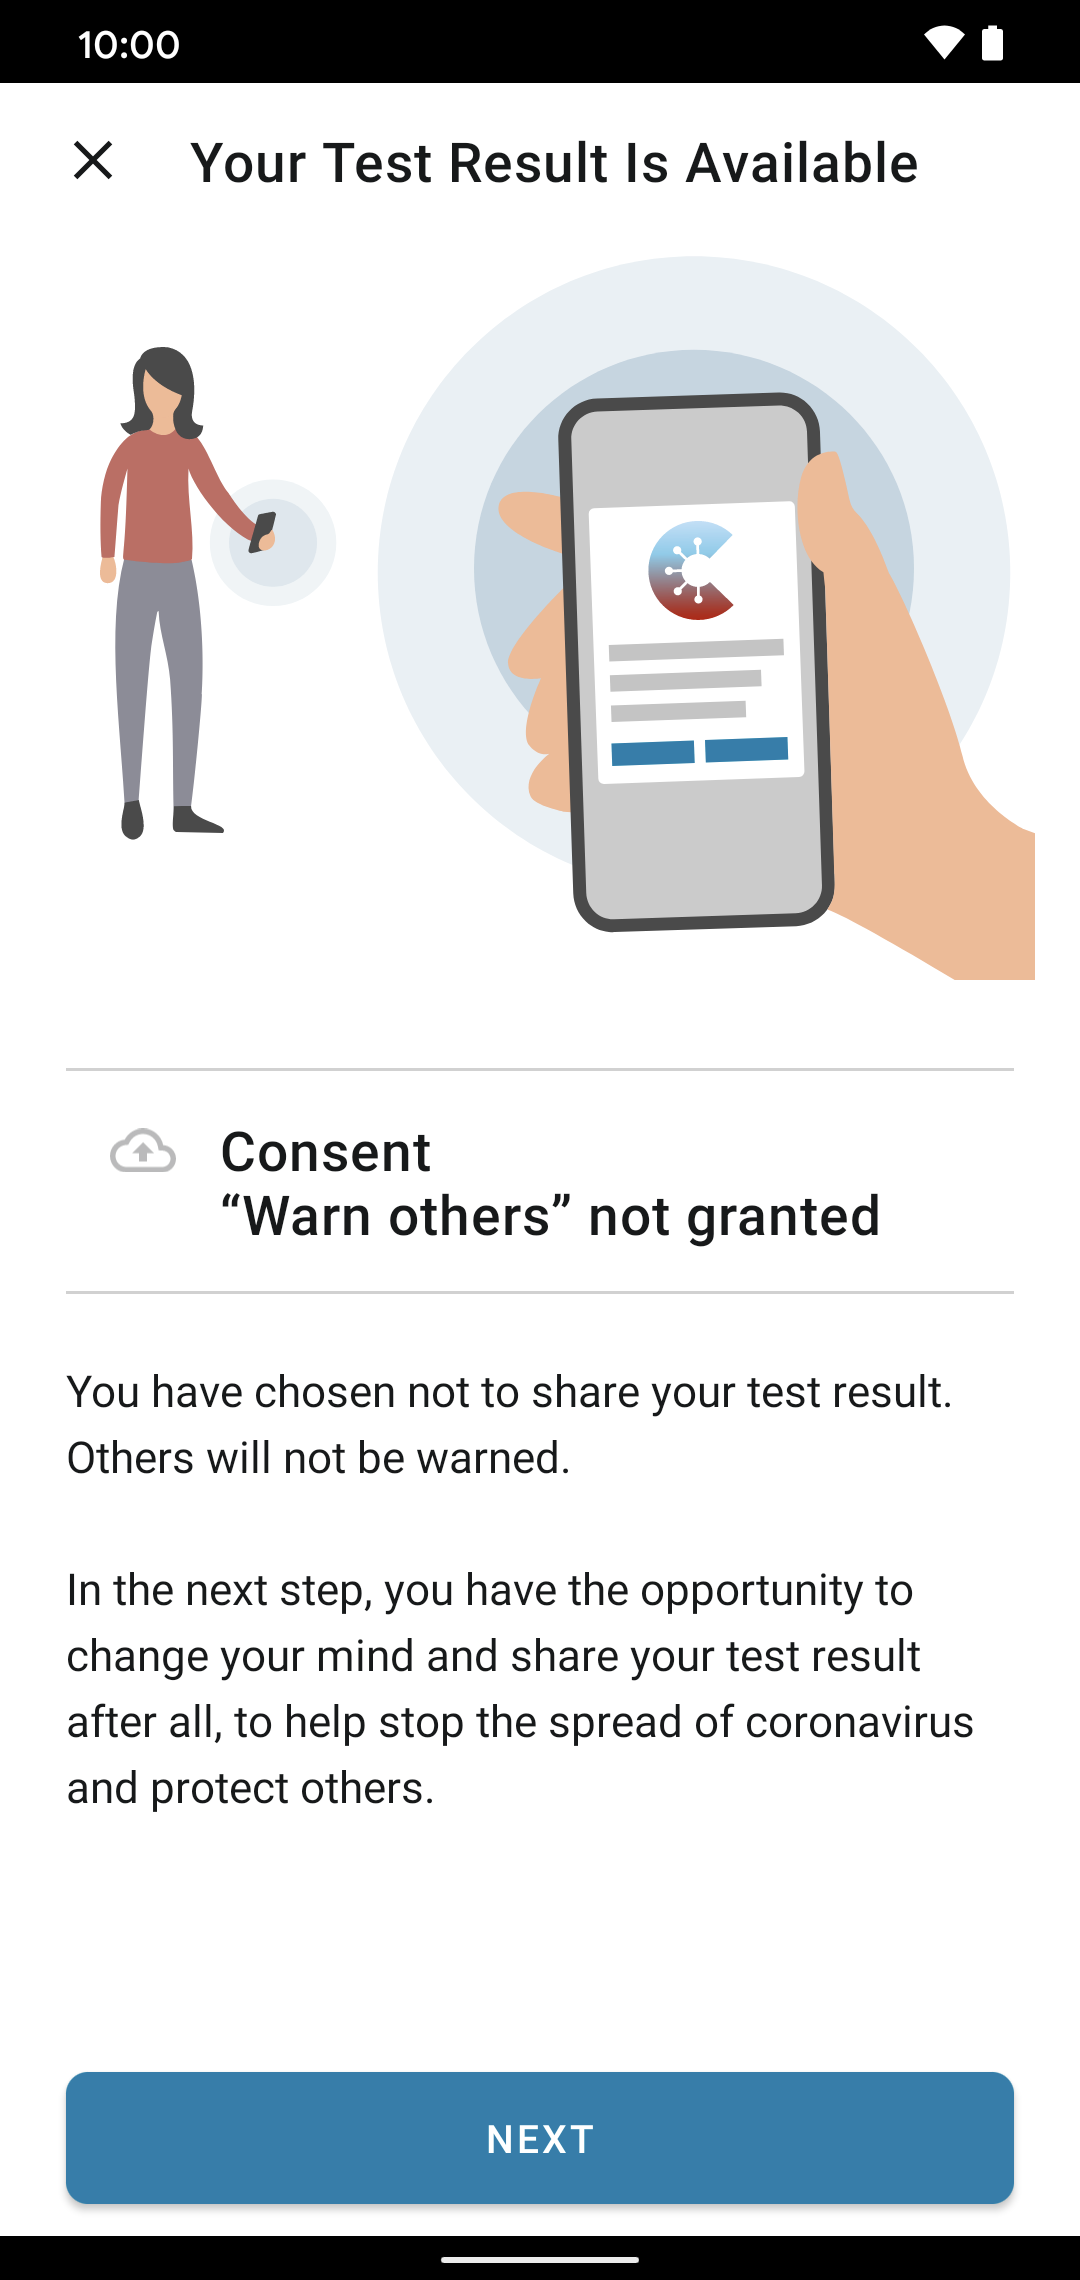 10:00
Your Test Result Is Available
Consent
“Warn others” not granted
You have chosen not to share your test result.
Others will not be warned.
In the next step, you have the opportunity to
change your mind and share your test result
after all, to help stop the spread of coronavirus
and protect others.
NEXT